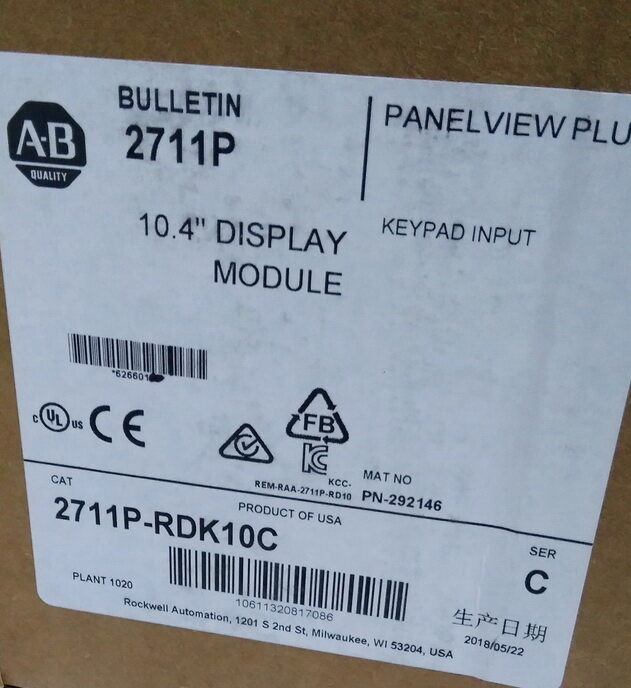 A·B
QUALITY
BULLETIN
2711P
PANELVIEW PLU
10.4" DISPLAY
MODULE
KEYPAD INPUT
*626601
c UL us CE
FB
KCC-
REM-RAA-2711P-RD10
MAT NO
PN-292146
CAT
2711P-RDK10C
PRODUCT OF USA
SER
C
PLANT 1020
10611320817086
Rockwell Automation, 1201 S 2nd St, Milwaukee, WI 53204, USA
生产日期
2018/05/22